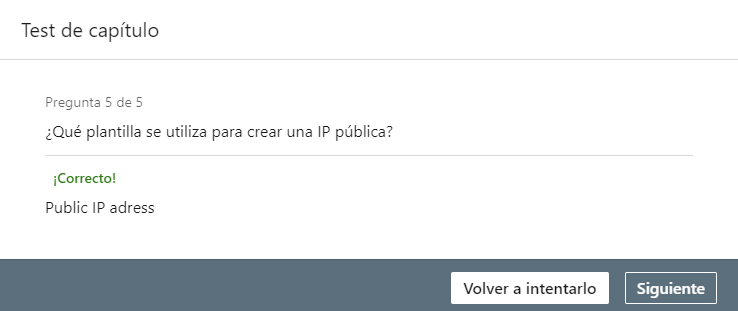 Test de capítulo
Pregunta 5 de 5
¿Qué plantilla se utiliza para crear una IP pública?
¡Correcto!
Public IP adress
Volver a intentarlo
Siguiente